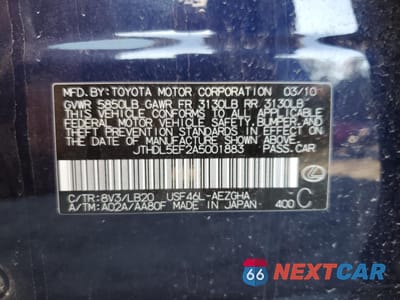 MFD.BY: TOYOTA MOTOR CORPORATION 03/10
GVWR 5850LB GAWR FR 3130LB RR 3130LB
THIS VEHICLE CONFORMS TO ALL APPLICABLE
FEDERAL MOTOR VEHICLE SAFETY, BUMPER, AND
THEFT PREVENTION STANDARDS IN EFFECT ON
THE DATE OF MANUFACTURE SHOWN ABOVE.
JTHDL5EF2A5001883 PASS.CAR
C/TR: 8V3/LB20 USF46L-AEZGHA
A/TM: A02A/AA80F MADE IN JAPAN 400 C
66 NEXTCAR